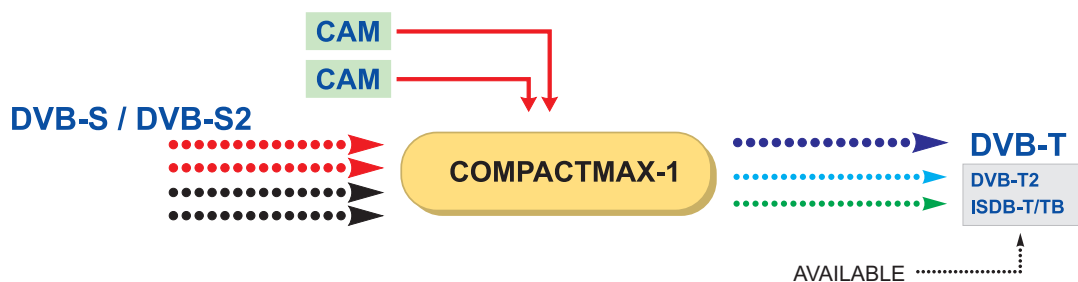 CAM
CAM
DVB-S / DVB-S2
COMPACTMAX-1
DVB-T
DVB-T2
ISDB-T/TB
AVAILABLE